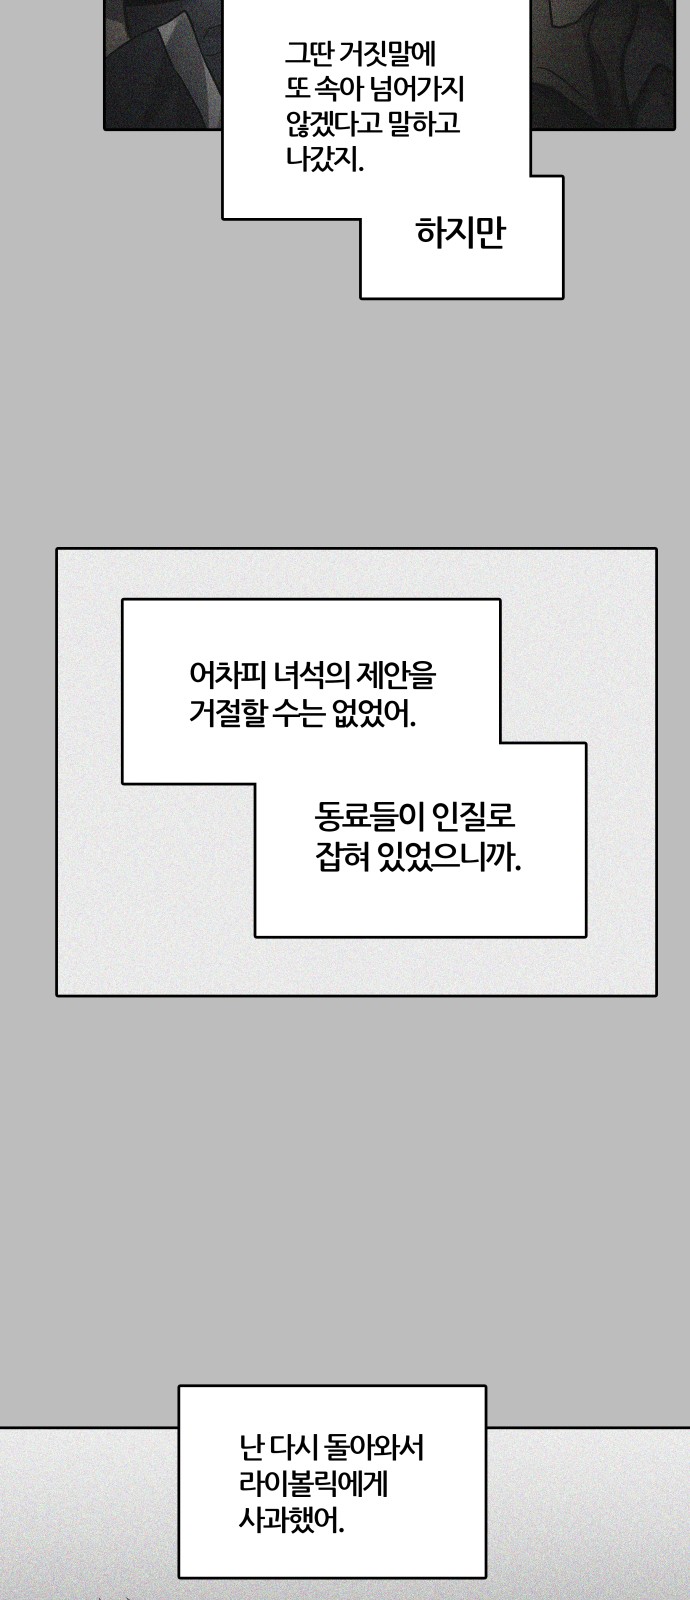 그딴 거짓말에
또 속아 넘어가지
않겠다고 말하고
나갔지.
하지만
어차피 녀석의 제안을
거절할 수는 없었어.
동료들이 인질로
잡혀 있었으니까.
난 다시 돌아와서
라이볼릭에게
사과했어.